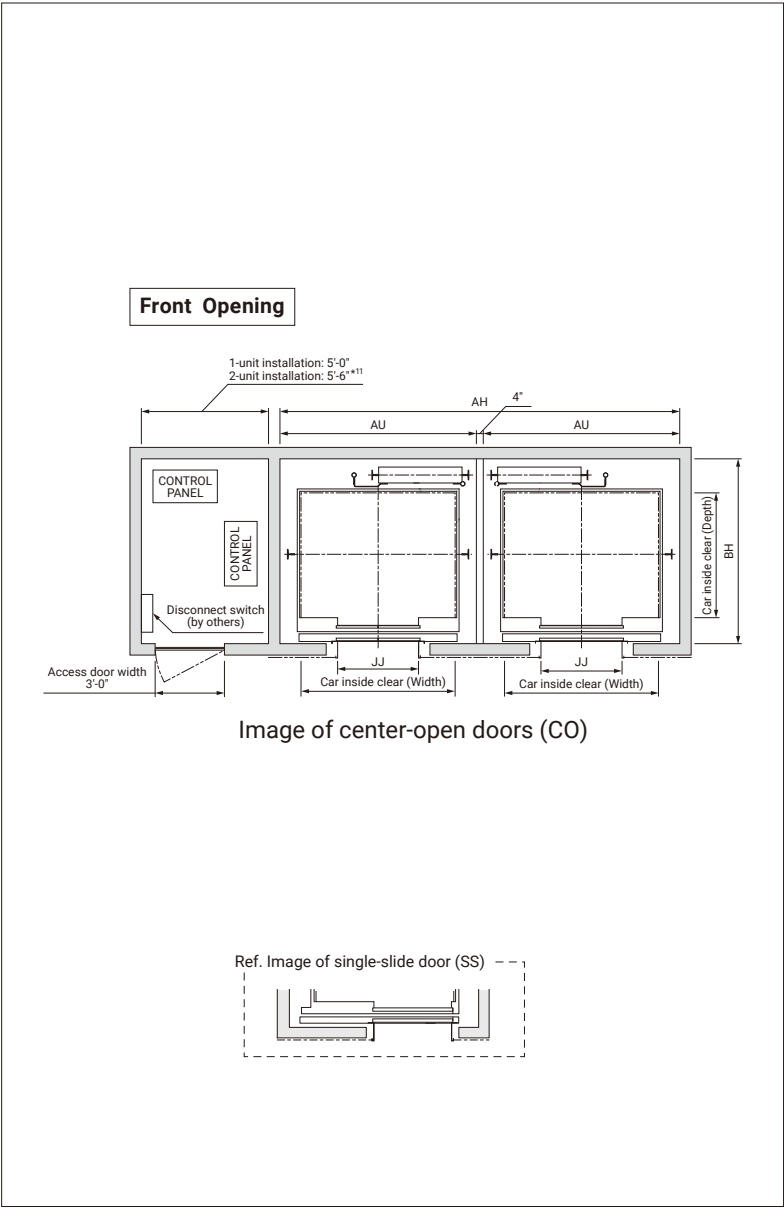 Front Opening
1-unit installation: 5'-0"
2-unit installation: 5'-6"*11
AH
4"
AU
AU
CONTROL
PANEL
CONTROL
PANEL
Disconnect switch
(by others)
Car inside clear (Depth)
BH
Access door width
3'-0"
JJ
JJ
Car inside clear (Width)
Car inside clear (Width)
Image of center-open doors (CO)
Ref. Image of single-slide door (SS)